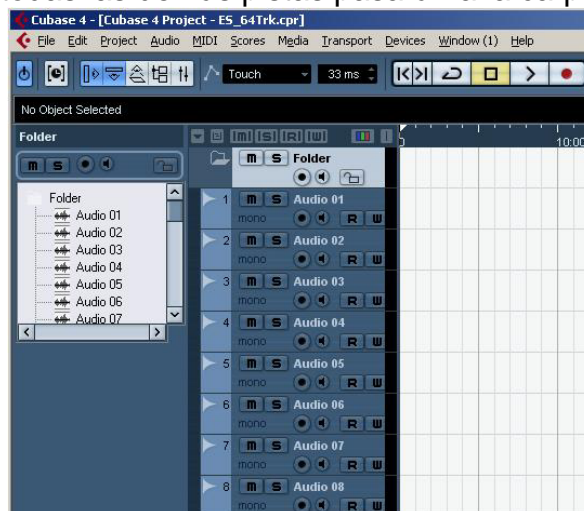 Cubase 4 - [Cubase 4 Project - ES_64Trk.cpr]
File Edit Project Audio MIDI Scores Media Transport Devices Window (1) Help
Touch 33 ms
No Object Selected
Folder
m S
Folder
Audio 01
Audio 02
Audio 03
Audio 04
Audio 05
Audio 06
Audio 07
[m] [S] [R] [W]
10:00
m S Folder
1 m S Audio 01
mono R W
2 m S Audio 02
mono R W
3 m S Audio 03
mono R W
4 m S Audio 04
mono R W
5 m S Audio 05
mono R W
6 m S Audio 06
mono R W
7 m S Audio 07
mono R W
8 m S Audio 08
mono R W